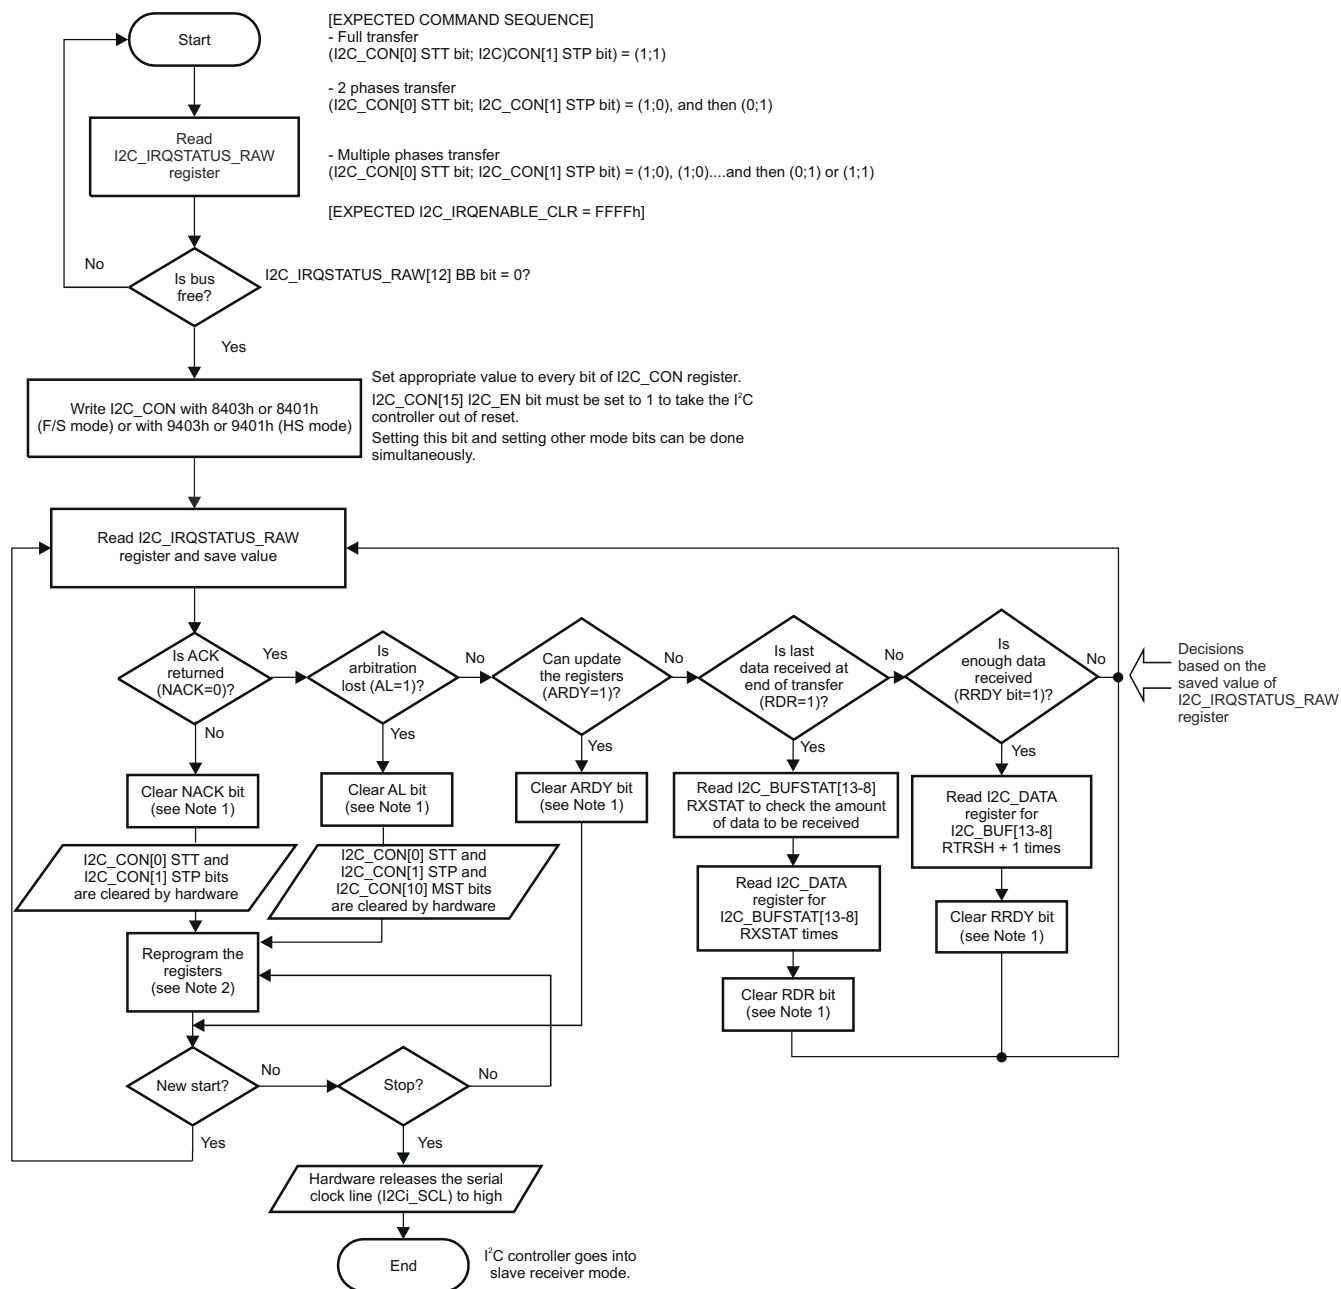 [EXPECTED COMMAND SEQUENCE]
- Full transfer
(I2C_CON[0] STT bit; I2C)CON[1] STP bit) = (1;1)
- 2 phases transfer
(I2C_CON[0] STT bit; I2C_CON[1] STP bit) = (1;0), and then (0;1)
- Multiple phases transfer
(I2C_CON[0] STT bit; I2C_CON[1] STP bit) = (1;0), (1;0)....and then (0;1) or (1;1)
[EXPECTED I2C_IRQENABLE_CLR = FFFFh]
Start
Read
I2C_IRQSTATUS_RAW
register
No
Is bus
free?
I2C_IRQSTATUS_RAW[12] BB bit = 0?
Yes
Write I2C_CON with 8403h or 8401h
(F/S mode) or with 9403h or 9401h (HS mode)
Set appropriate value to every bit of I2C_CON register.
I2C_CON[15] I2C_EN bit must be set to 1 to take the I²C
controller out of reset.
Setting this bit and setting other mode bits can be done
simultaneously.
Read I2C_IRQSTATUS_RAW
register and save value
Is ACK
returned
(NACK=0)?
Yes
Is
arbitration
lost (AL=1)?
No
Can update
the registers
(ARDY=1)?
No
Is last
data received at
end of transfer
(RDR=1)?
No
Is
enough data
received
(RRDY bit=1)?
No
Decisions
based on the
saved value of
I2C_IRQSTATUS_RAW
register
No
Yes
Yes
Yes
Yes
Clear NACK bit
(see Note 1)
Clear AL bit
(see Note 1)
Clear ARDY bit
(see Note 1)
Read I2C_BUFSTAT[13-8]
RXSTAT to check the amount
of data to be received
Read I2C_DATA
register for
I2C_BUF[13-8]
RTRSH + 1 times
I2C_CON[0] STT and
I2C_CON[1] STP bits
are cleared by hardware
I2C_CON[0] STT and
I2C_CON[1] STP and
I2C_CON[10] MST bits
are cleared by hardware
Read I2C_DATA
register for
I2C_BUFSTAT[13-8]
RXSTAT times
Clear RRDY bit
(see Note 1)
Reprogram the
registers
(see Note 2)
Clear RDR bit
(see Note 1)
New start?
No
Stop?
No
Yes
Yes
Hardware releases the serial
clock line (I2Ci_SCL) to high
End
I²C controller goes into
slave receiver mode.